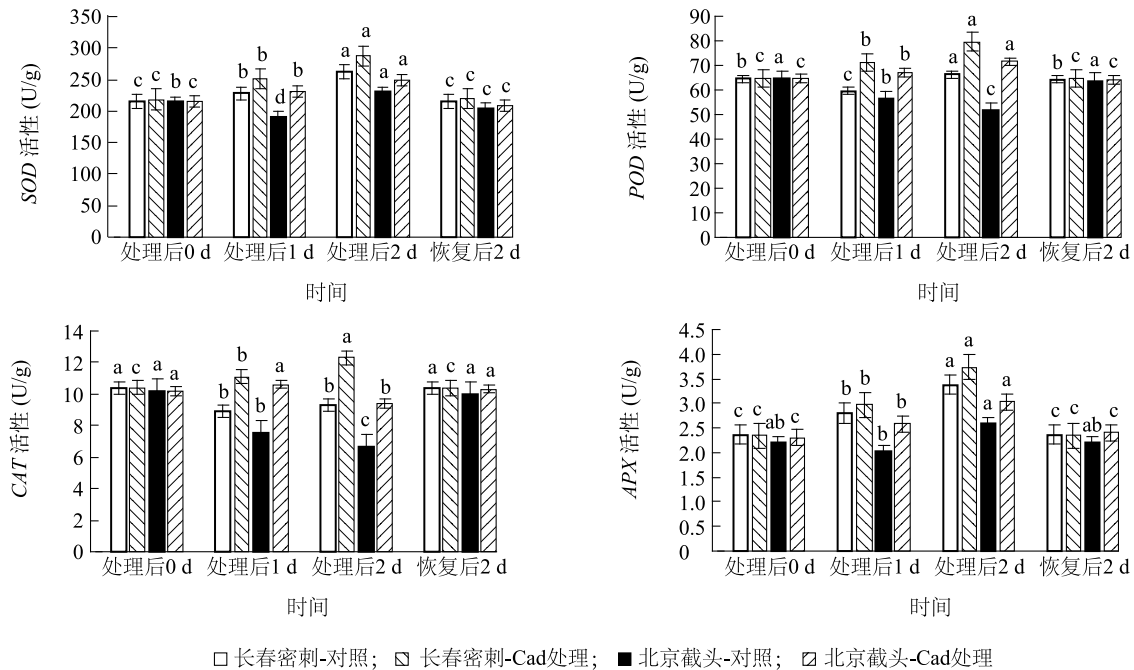 SOD 活性 (U/g)
350
300
250
200
150
100
50
0
c c b c
b b d b
a a a a
c c c c
处理后0 d 处理后1 d 处理后2 d 恢复后2 d
时间
POD 活性 (U/g)
90
80
70
60
50
40
30
20
10
0
b c a c
c b b b
a a c a
b c a c
处理后0 d 处理后1 d 处理后2 d 恢复后2 d
时间
CAT 活性 (U/g)
14
12
10
8
6
4
2
0
a c a a
b b b a
b a c b
a c a a
处理后0 d 处理后1 d 处理后2 d 恢复后2 d
时间
APX 活性 (U/g)
4.5
4.0
3.5
3.0
2.5
2.0
1.5
1.0
0.5
0
c c ab c
b b b b
a a a a
c c ab c
处理后0 d 处理后1 d 处理后2 d 恢复后2 d
时间
长春密刺-对照; 长春密刺-Cad处理; 北京截头-对照; 北京截头-Cad处理